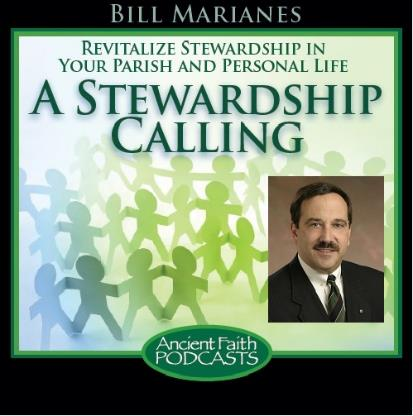 BILL MARIANES
REVITALIZE STEWARDSHIP IN
YOUR PARISH AND PERSONAL LIFE
A STEWARDSHIP
CALLING
Ancient Faith
PODCASTS